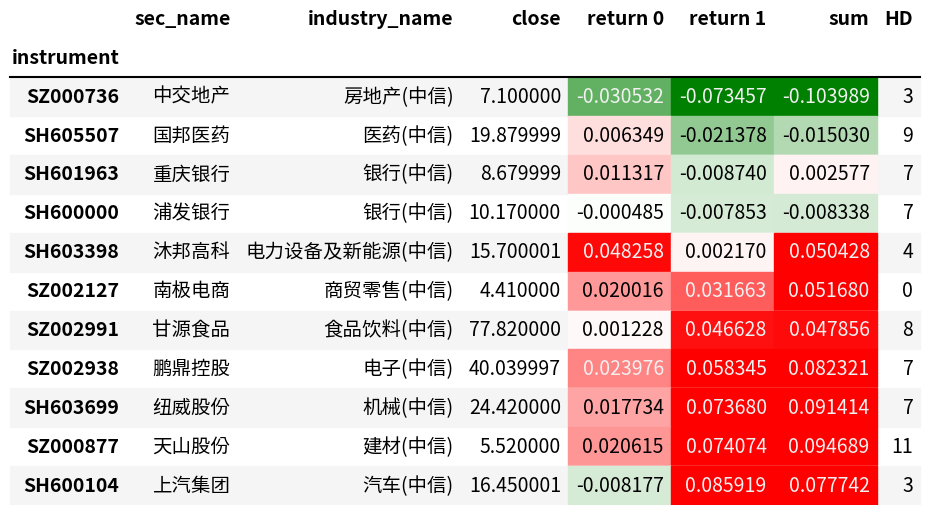 sec_name industry_name close return 0 return 1 sum HD
instrument
SZ000736 中交地产 房地产(中信) 7.100000 -0.030532 -0.073457 -0.103989 3
SH605507 国邦医药 医药(中信) 19.879999 0.006349 -0.021378 -0.015030 9
SH601963 重庆银行 银行(中信) 8.679999 0.011317 -0.008740 0.002577 7
SH600000 浦发银行 银行(中信) 10.170000 -0.000485 -0.007853 -0.008338 7
SH603398 沐邦高科 电力设备及新能源(中信) 15.700001 0.048258 0.002170 0.050428 4
SZ002127 南极电商 商贸零售(中信) 4.410000 0.020016 0.031663 0.051680 0
SZ002991 甘源食品 食品饮料(中信) 77.820000 0.001228 0.046628 0.047856 8
SZ002938 鹏鼎控股 电子(中信) 40.039997 0.023976 0.058345 0.082321 7
SH603699 纽威股份 机械(中信) 24.420000 0.017734 0.073680 0.091414 7
SZ000877 天山股份 建材(中信) 5.520000 0.020615 0.074074 0.094689 11
SH600104 上汽集团 汽车(中信) 16.450001 -0.008177 0.085919 0.077742 3